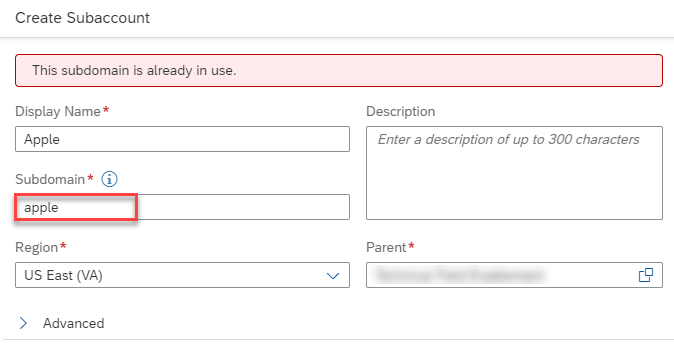 Create Subaccount
This subdomain is already in use.
Display Name*
Description
Apple
Enter a description of up to 300 characters
Subdomain*
apple
Region*
Parent*
US East (VA)
Advanced